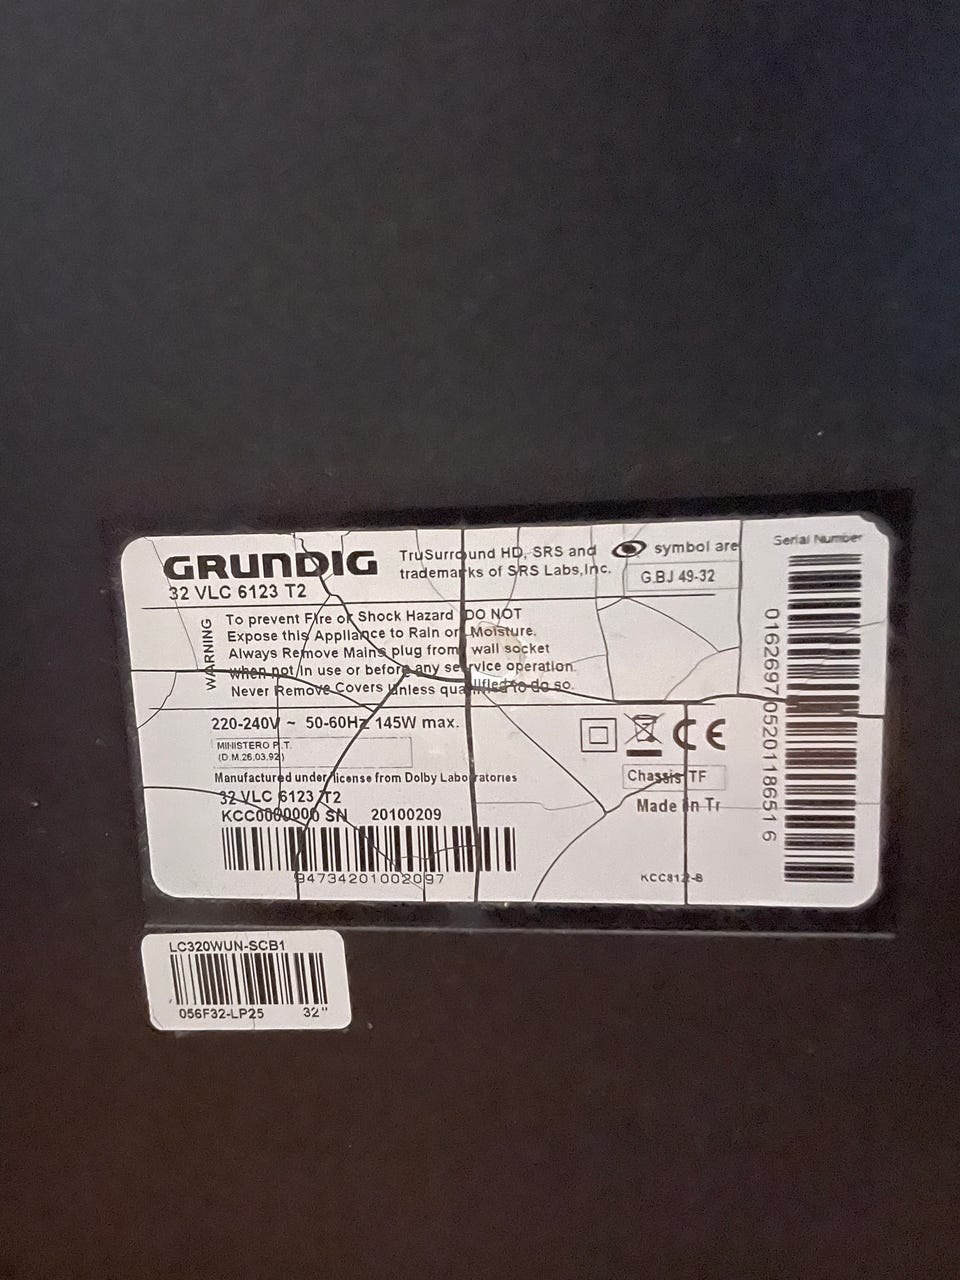 GRUNDIG
32 VLC 6123 T2
TruSurround HD, SRS and symbol are
trademarks of SRS Labs,Inc.
G.BJ 49-32
WARNING
To prevent Fire or Shock Hazard DO NOT
Expose this Appliance to Rain or Moisture.
Always Remove Mains plug from wall socket
when not in use or before any service operation.
Never Remove Covers unless qualified to do so.
220-240V ~ 50-60Hz 145W max.
MINISTERO P.T.
(D.M.26,03,92)
Manufactured under license from Dolby Laboratories
32 VLC 6123 T2
KCC0000000 SN 20100209
94734201002097
CE
Chassis TF
Made in Tr
KCC812-8
Serial Number
01626970520118651 6
LC320WUN-SCB1
056F32-LP25 32"